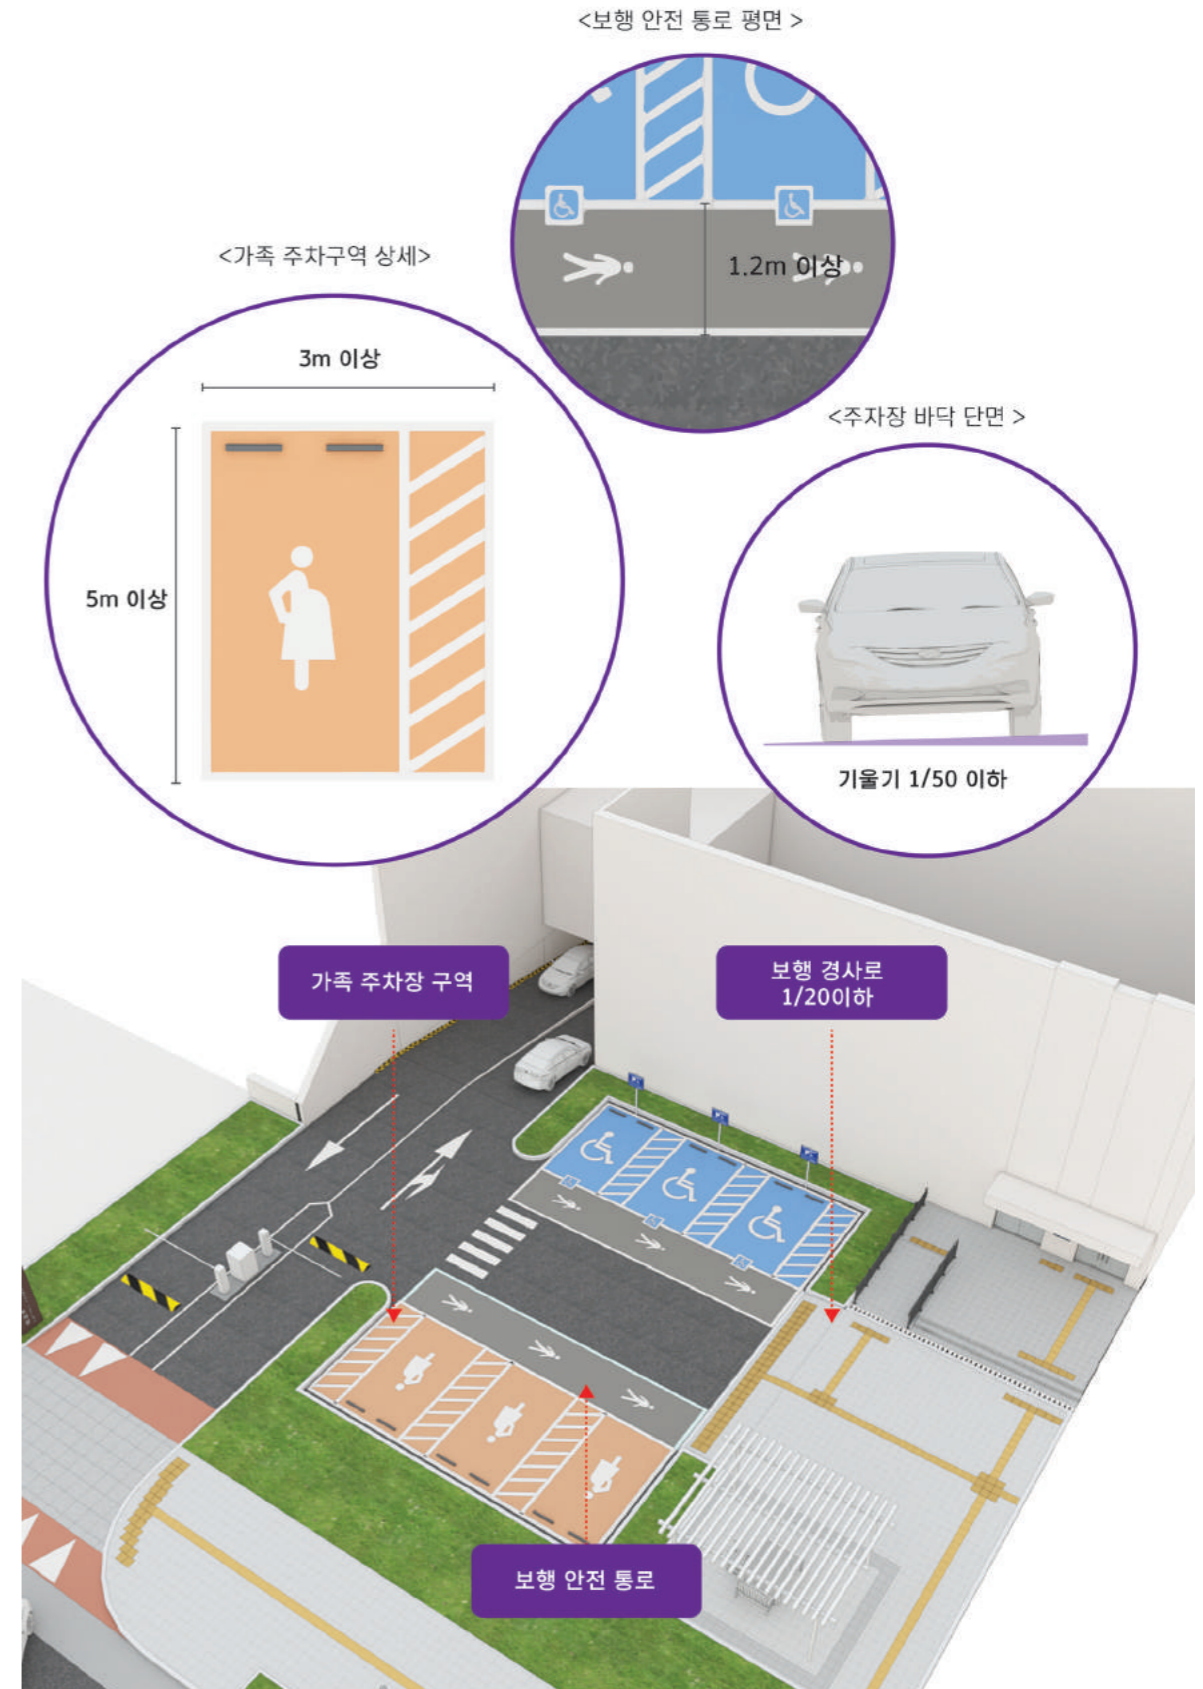 <보행 안전 통로 평면 >
1.2m 이상
<가족 주차구역 상세>
3m 이상
5m 이상
<주자장 바닥 단면 >
기울기 1/50 이하
가족 주차장 구역
보행 경사로
1/20이하
보행 안전 통로